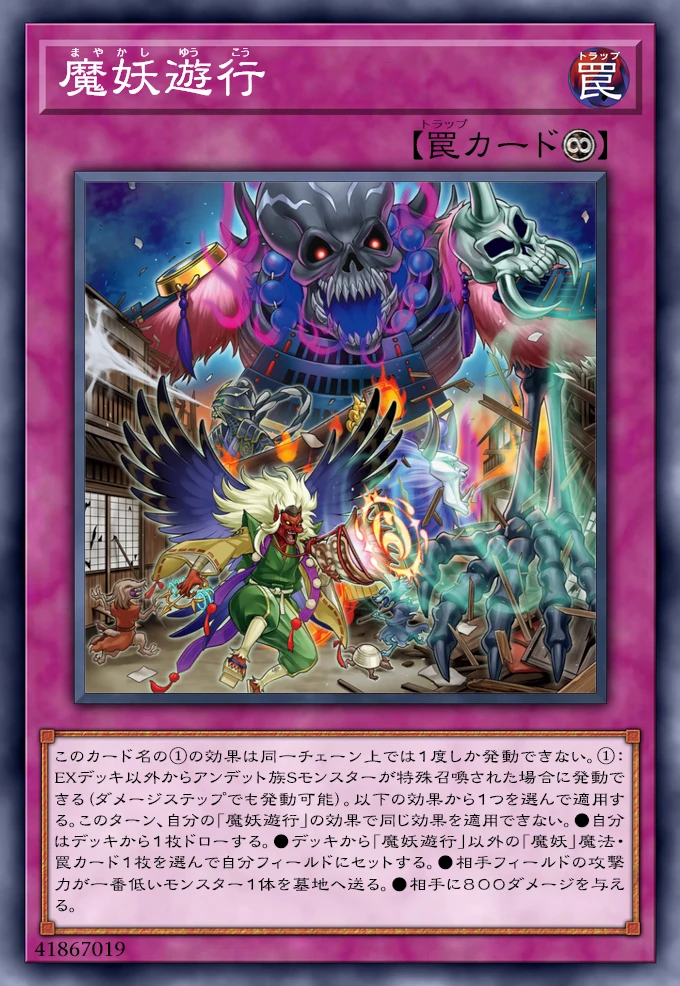 まやかしゆうこう
魔妖遊行
トラップ
罠
トラップ
【罠カード】
このカード名の①の効果は同一チェーン上では1度しか発動できない。①:
EXデッキ以外からアンデット族Sモンスターが特殊召喚された場合に発動で
きる(ダメージステップでも発動可能)。以下の効果から1つを選んで適用す
る。このターン、自分の「魔妖遊行」の効果で同じ効果を適用できない。●自分
はデッキから1枚ドローする。●デッキから「魔妖遊行」以外の「魔妖」魔法・
罠カード1枚を選んで自分フィールドにセットする。●相手フィールドの攻撃
力が一番低いモンスター1体を墓地へ送る。●相手に800ダメージを与え
る。
41867019